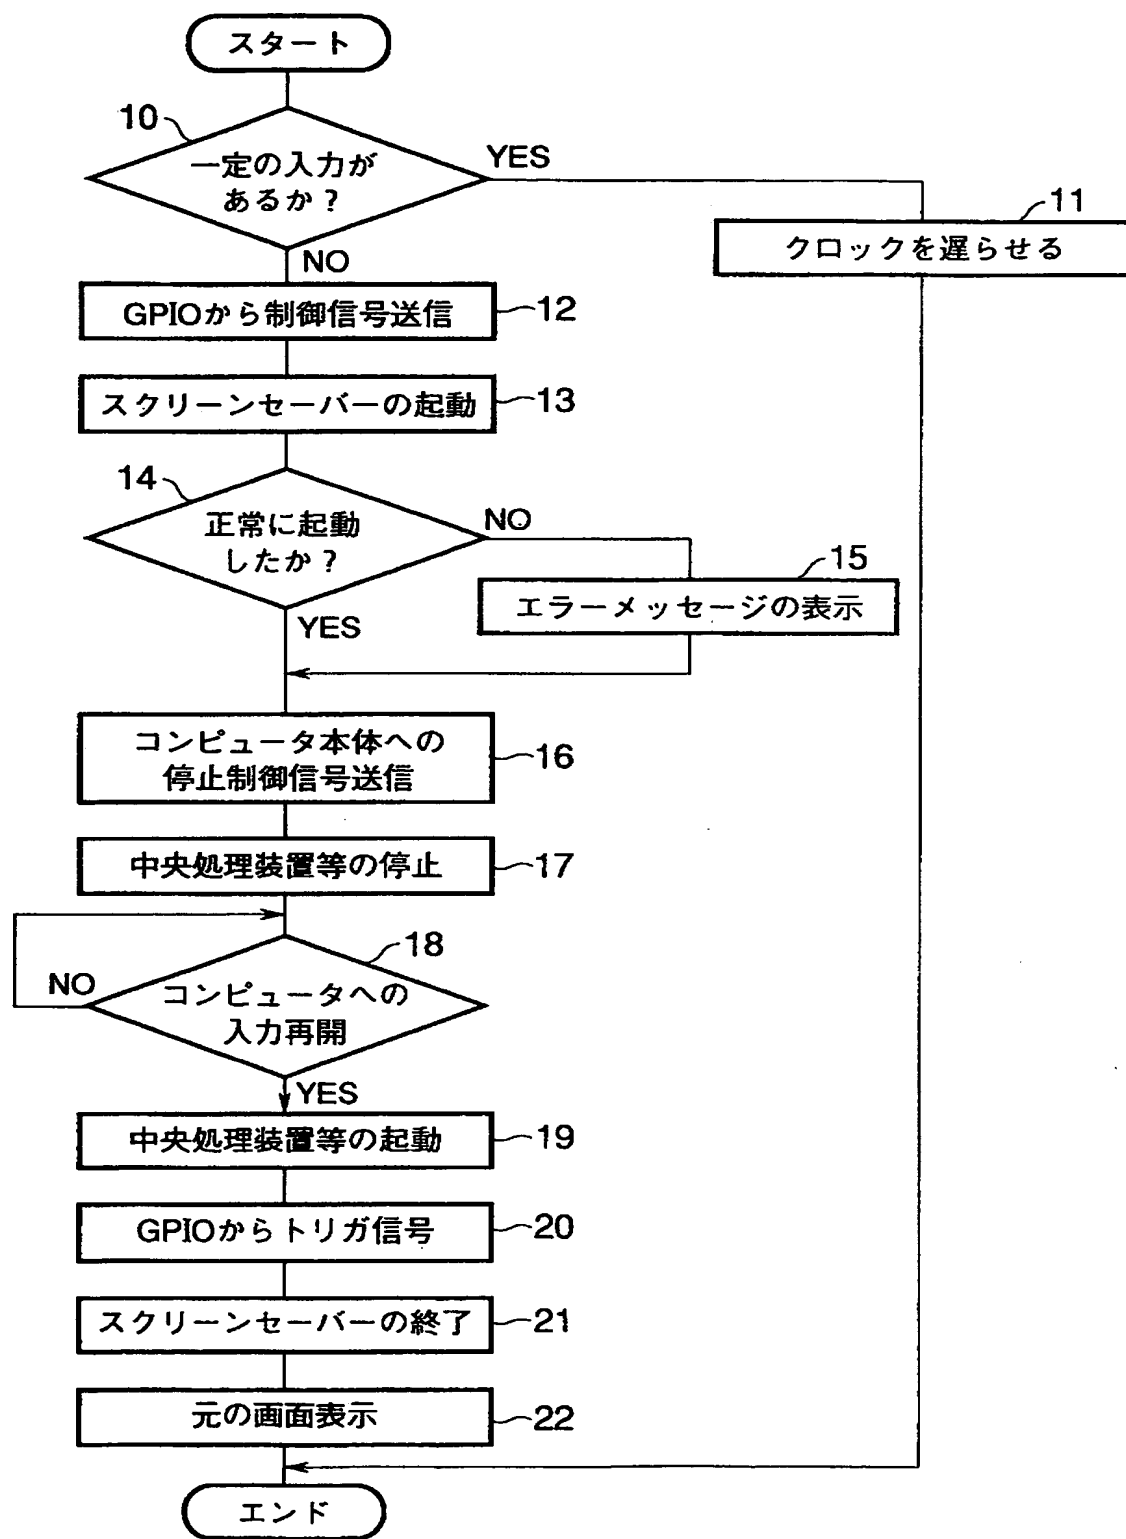 スタート
10
一定の入力が
あるか？
YES
11
クロックを遅らせる
NO
GPIOから制御信号送信
12
スクリーンセーバーの起動
13
14
正常に起動
したか？
NO
15
エラーメッセージの表示
YES
コンピュータ本体への
停止制御信号送信
16
中央処理装置等の停止
17
18
NO
コンピュータへの
入力再開
YES
中央処理装置等の起動
19
GPIOからトリガ信号
20
スクリーンセーバーの終了
21
元の画面表示
22
エンド